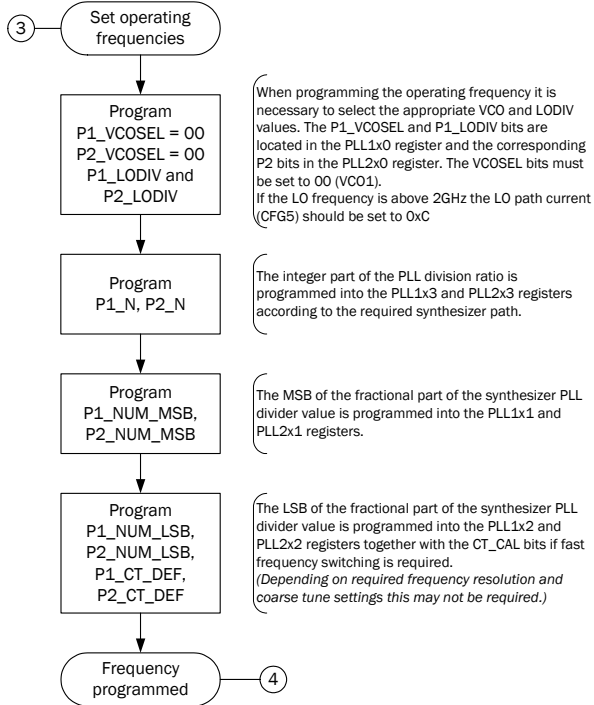 3
Set operating
frequencies
Program
P1_VCOSEL = 00
P2_VCOSEL = 00
P1_LODIV and
P2_LODIV
When programming the operating frequency it is
necessary to select the appropriate VCO and LODIV
values. The P1_VCOSEL and P1_LODIV bits are
located in the PLL1x0 register and the corresponding
P2 bits in the PLL2x0 register. The VCOSEL bits must
be set to 00 (VCO1).
If the LO frequency is above 2GHz the LO path current
(CFG5) should be set to 0xC
Program
P1_N, P2_N
The integer part of the PLL division ratio is
programmed into the PLL1x3 and PLL2x3 registers
according to the required synthesizer path.
Program
P1_NUM_MSB,
P2_NUM_MSB
The MSB of the fractional part of the synthesizer PLL
divider value is programmed into the PLL1x1 and
PLL2x1 registers.
Program
P1_NUM_LSB,
P2_NUM_LSB,
P1_CT_DEF,
P2_CT_DEF
The LSB of the fractional part of the synthesizer PLL
divider value is programmed into the PLL1x2 and
PLL2x2 registers together with the CT_CAL bits if fast
frequency switching is required.
(Depending on required frequency resolution and
coarse tune settings this may not be required.)
Frequency
programmed
4